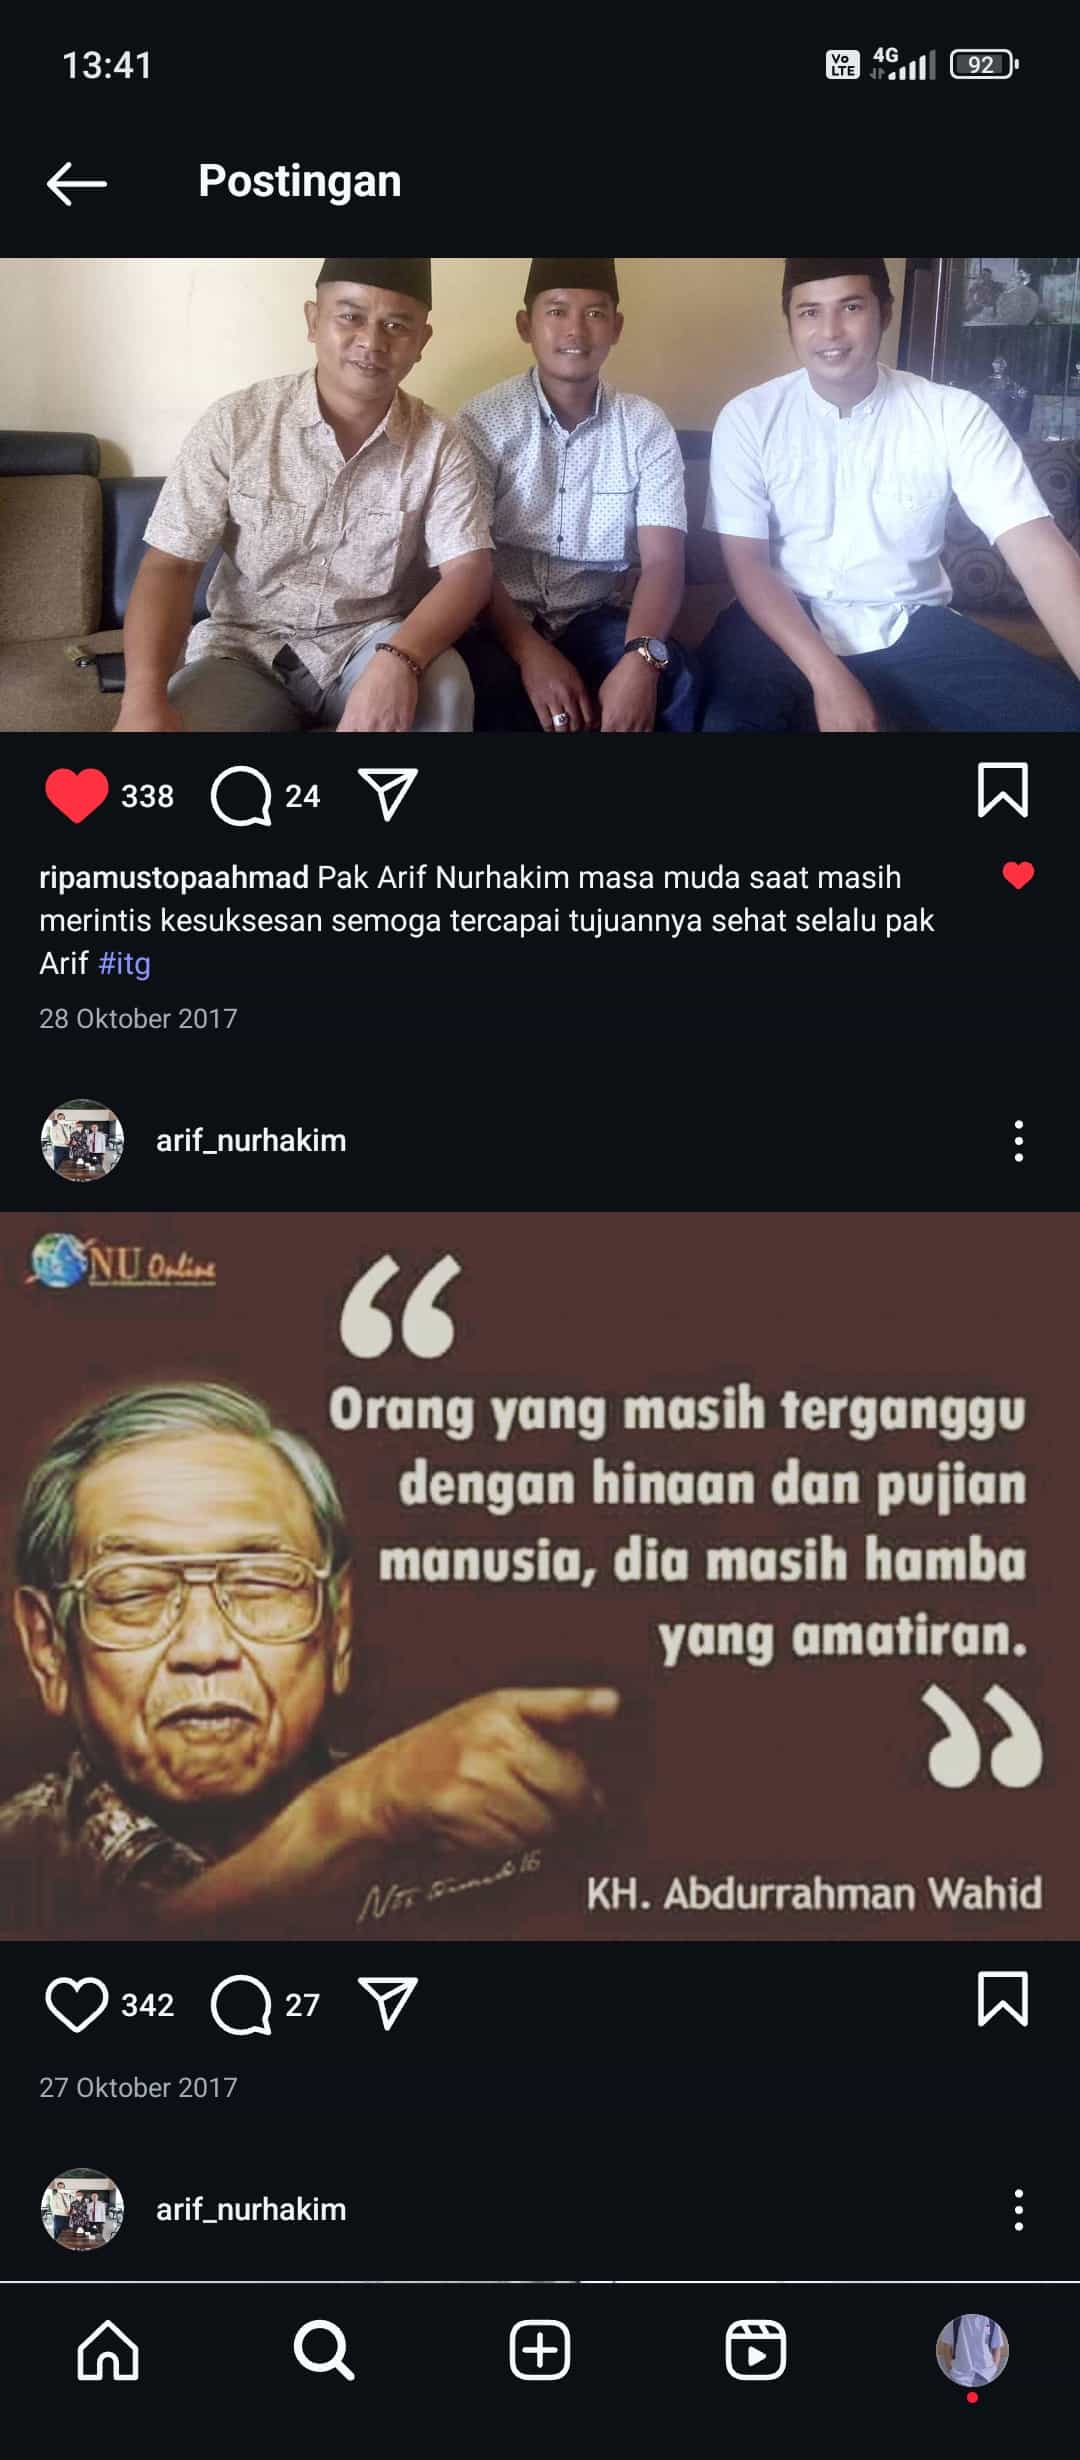 13:41
Vo LTE 4G 92
Postingan
338 24
ripamustopaahmad Pak Arif Nurhakim masa muda saat masih
merintis kesuksesan semoga tercapai tujuannya sehat selalu pak
Arif #itg
28 Oktober 2017
arif_nurhakim
NU Online
Orang yang masih terganggu
dengan hinaan dan pujian
manusia, dia masih hamba
yang amatiran.
KH. Abdurrahman Wahid
342 27
27 Oktober 2017
arif_nurhakim